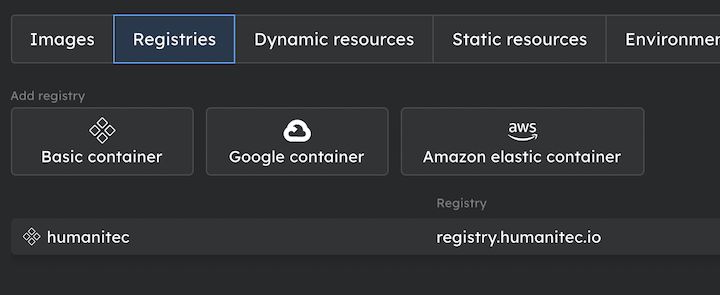 Images Registries Dynamic resources Static resources Environmen
Add registry
aws
Basic container Google container Amazon elastic container
Registry
humanitec registry.humanitec.io